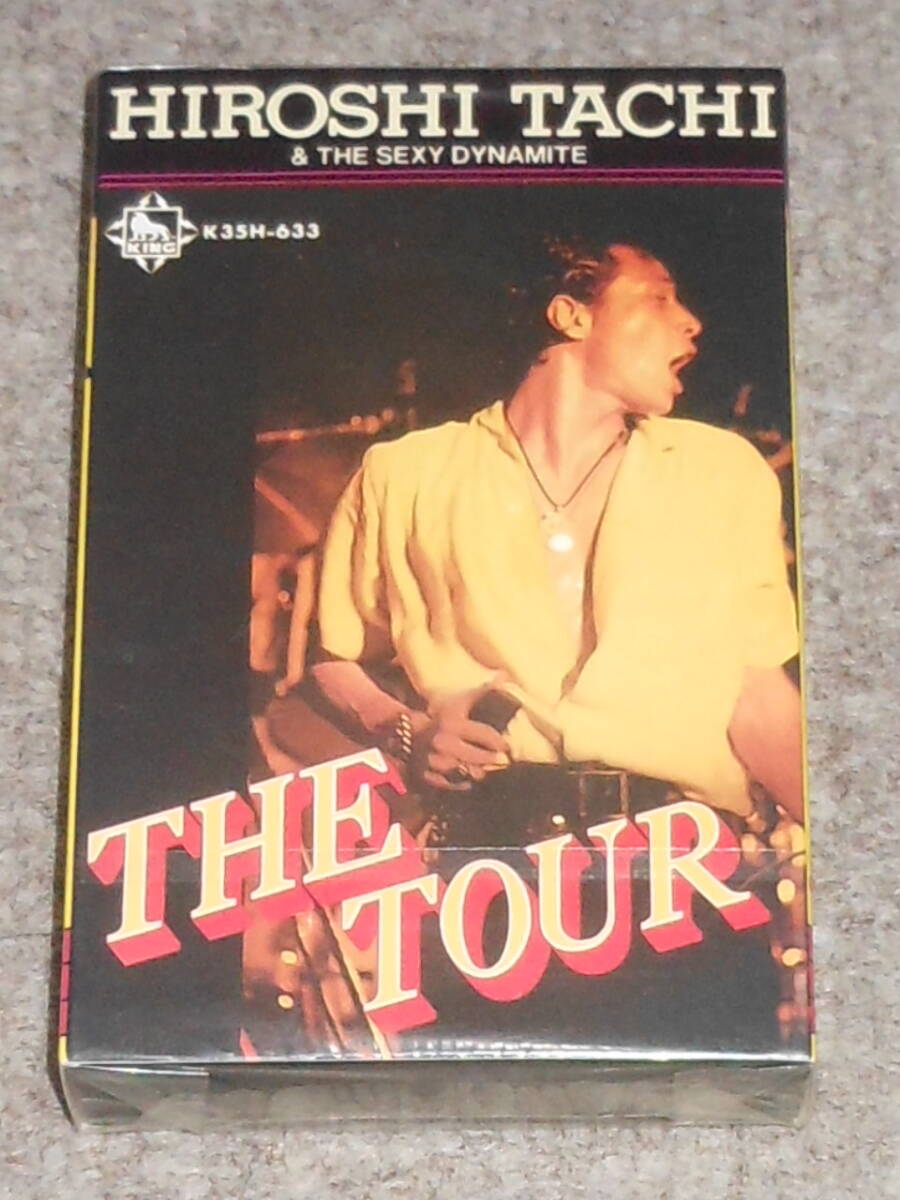 HIROSHI TACHI
& THE SEXY DYNAMITE
KING
K35H-633
THE
TOUR